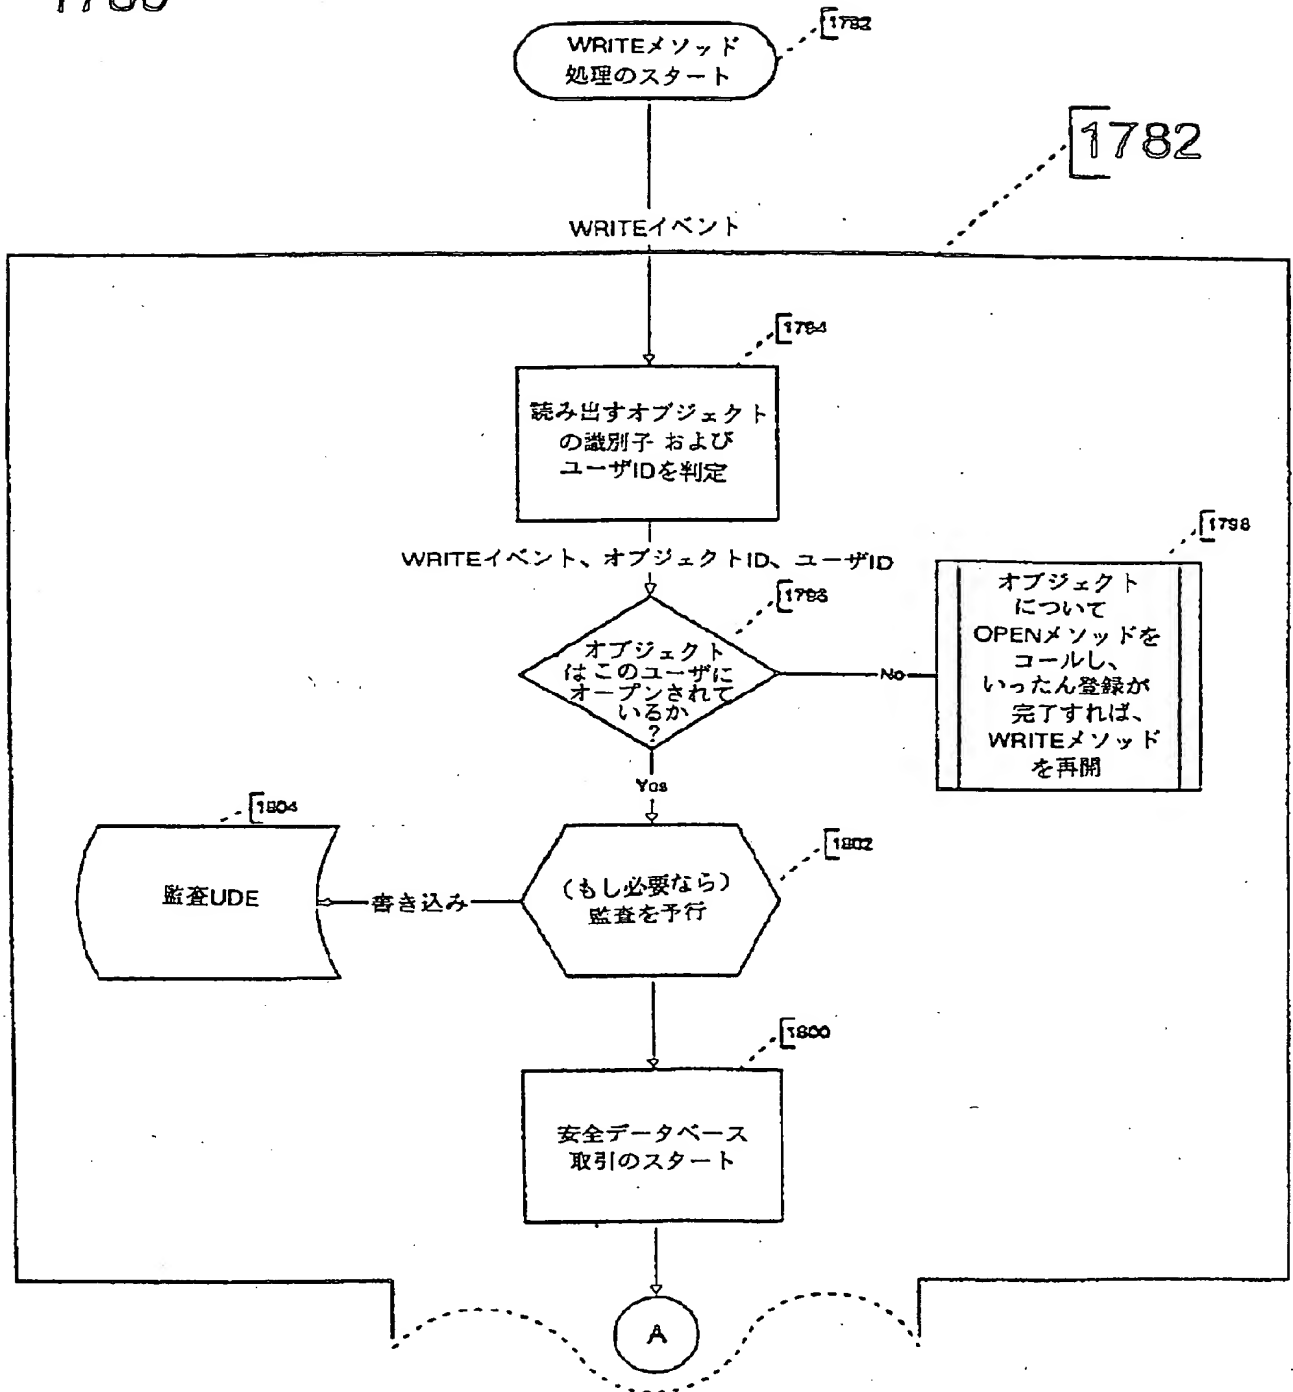 WRITEメソッド
処理のスタート
1792
1782
WRITEイベント
1794
読み出すオブジェクト
の識別子 および
ユーザIDを判定
WRITEイベント、オブジェクトID、ユーザID
1798
オブジェクト
について
OPENメソッドを
コールし、
いったん登録が
完了すれば、
WRITEメソッド
を再開
1796
オブジェクト
はこのユーザに
オープンされて
いるか
?
No
Yes
1804
監査UDE
書き込み
1802
(もし必要なら)
監査を予行
1800
安全データベース
取引のスタート
A